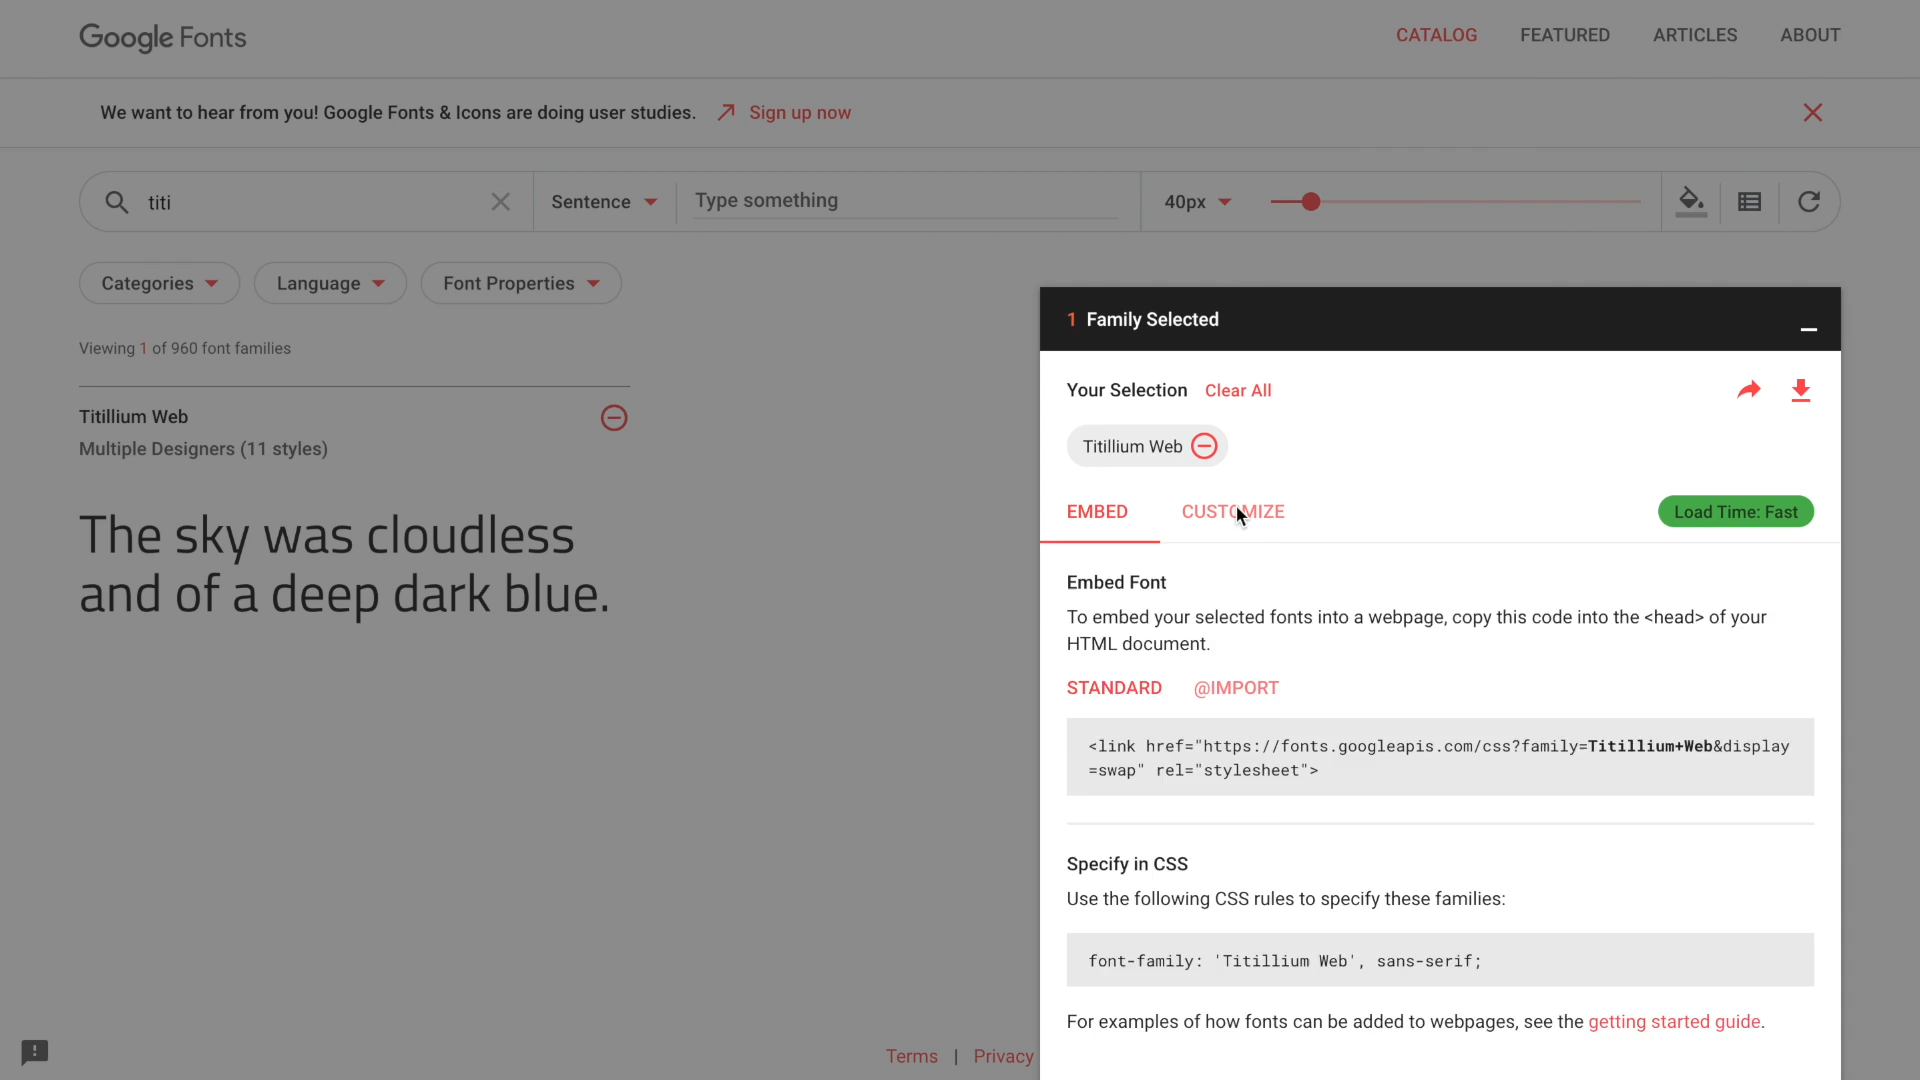 Google Fonts
CATALOG FEATURED ARTICLES ABOUT
We want to hear from you! Google Fonts & Icons are doing user studies. Sign up now
titi
Sentence
Type something
40px
Categories
Language
Font Properties
Viewing 1 of 960 font families
Titillium Web
Multiple Designers (11 styles)
The sky was cloudless
and of a deep dark blue.
1 Family Selected
Your Selection Clear All
Titillium Web
EMBED CUSTOMIZE Load Time: Fast
Embed Font
To embed your selected fonts into a webpage, copy this code into the <head> of your
HTML document.
STANDARD @IMPORT
<link href="https://fonts.googleapis.com/css?family=Titillium+Web&display
=swap" rel="stylesheet">
Specify in CSS
Use the following CSS rules to specify these families:
font-family: 'Titillium Web', sans-serif;
For examples of how fonts can be added to webpages, see the getting started guide.
Terms | Privacy